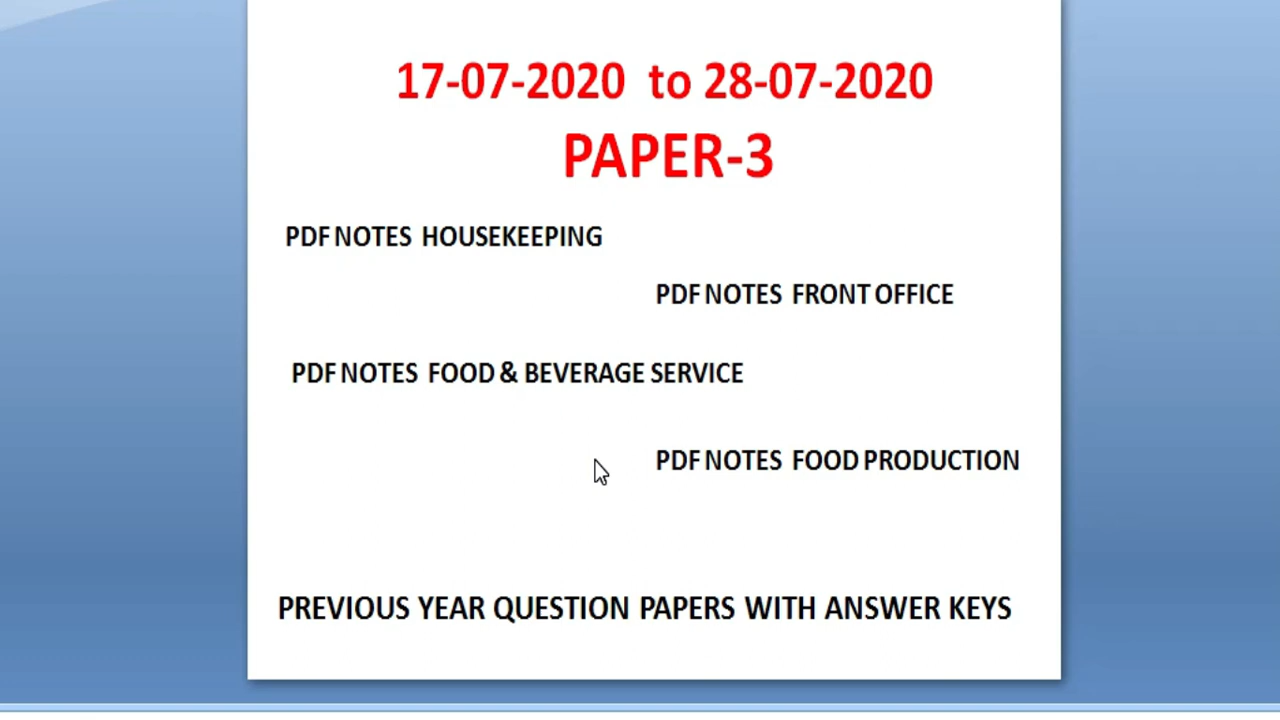 17-07-2020 to 28-07-2020
PAPER-3
PDF NOTES HOUSEKEEPING
PDF NOTES FRONT OFFICE
PDF NOTES FOOD & BEVERAGE SERVICE
PDF NOTES FOOD PRODUCTION
PREVIOUS YEAR QUESTION PAPERS WITH ANSWER KEYS